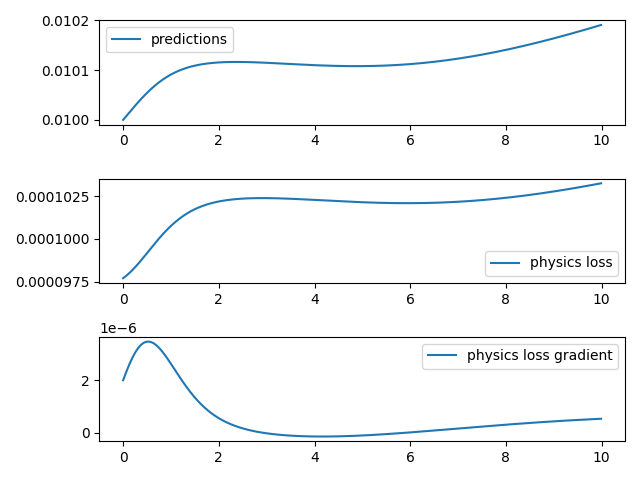 0.0102
0.0101
0.0100
predictions
0 2 4 6 8 10
0.0001025
0.0001000
0.0000975
physics loss
0 2 4 6 8 10
1e−6
2
0
physics loss gradient
0 2 4 6 8 10